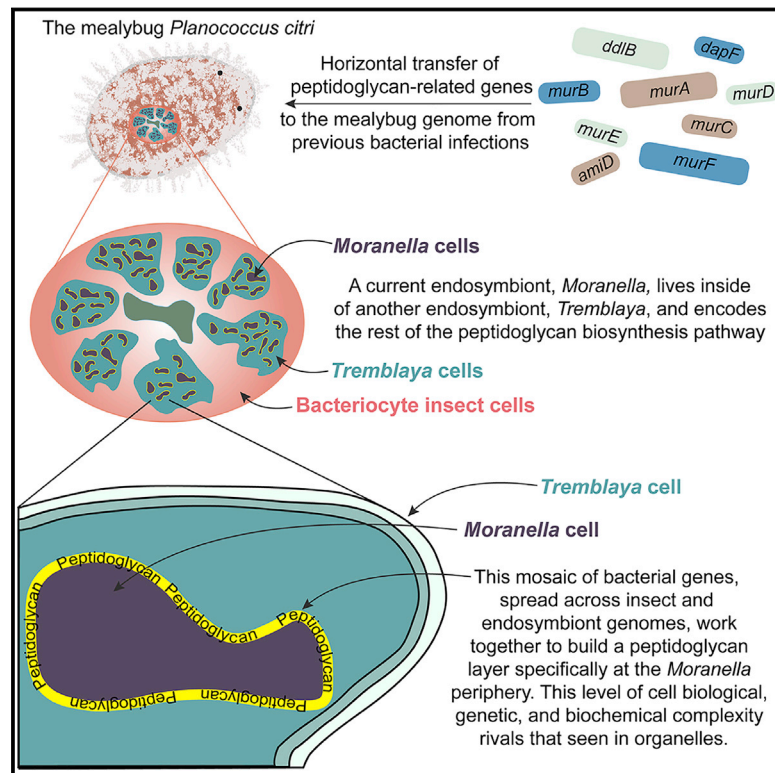 The mealybug Planococcus citri
Horizontal transfer of
peptidoglycan-related genes
to the mealybug genome from
previous bacterial infections
ddlB
dapF
murB
murA
murD
murE
murC
amiD
murF
Moranella cells
A current endosymbiont, Moranella, lives inside
of another endosymbiont, Tremblaya, and encodes
the rest of the peptidoglycan biosynthesis pathway
Tremblaya cells
Bacteriocyte insect cells
Tremblaya cell
Moranella cell
Peptidoglycan
Peptidoglycan
Peptidoglycan
Peptidoglycan
Peptidoglycan
Peptidoglycan
Peptidoglycan
This mosaic of bacterial genes,
spread across insect and
endosymbiont genomes, work
together to build a peptidoglycan
layer specifically at the Moranella
periphery. This level of cell biological,
genetic, and biochemical complexity
rivals that seen in organelles.